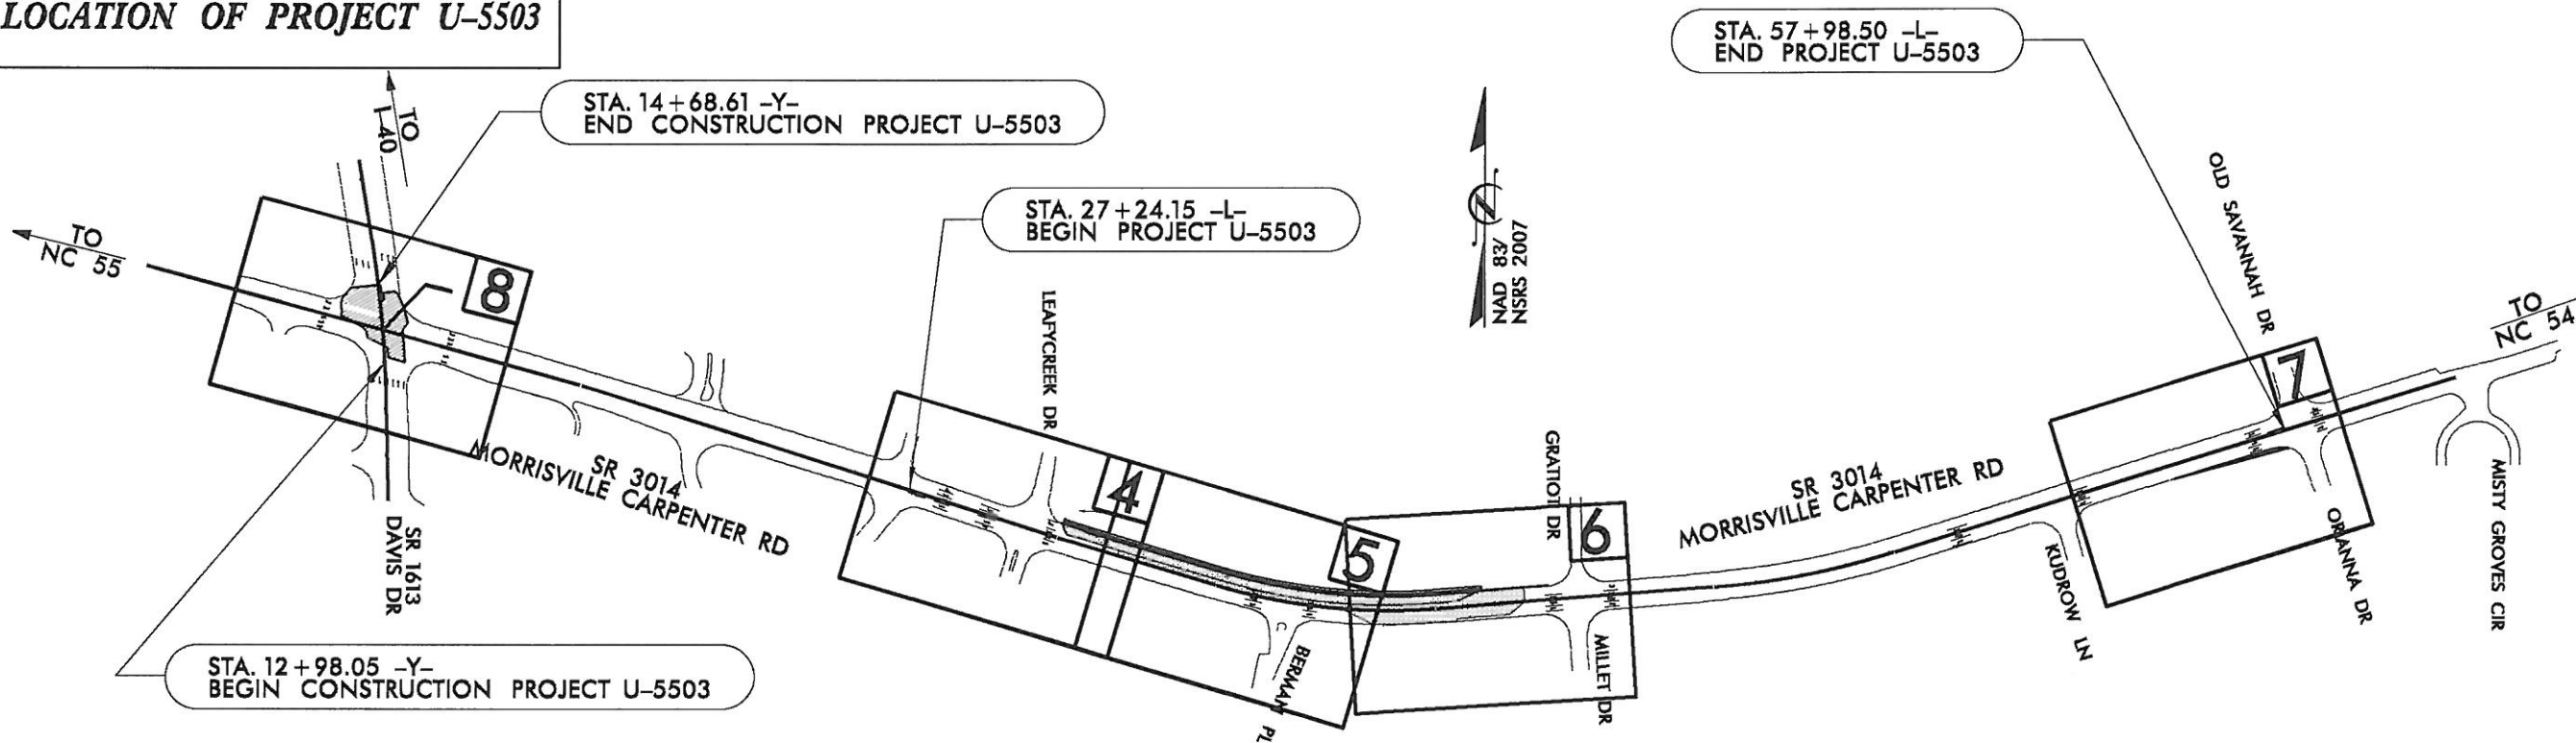 LOCATION OF PROJECT U–5503
STA. 57+98.50 –L–
END PROJECT U–5503
STA. 14+68.61 –Y–
END CONSTRUCTION PROJECT U–5503
TO
I–40
STA. 27+24.15 –L–
BEGIN PROJECT U–5503
NAD 83/
NSRS 2007
OLD SAVANNAH DR
TO
NC 55
8
LEAFYCREEK DR
TO
NC 54
7
4
5
6
GRATIOT DR
SR 3014
MORRISVILLE CARPENTER RD
SR 3014
MORRISVILLE CARPENTER RD
SR 1613
DAVIS DR
BERMAN PL
MILLET DR
KUDROW LN
ORIANNA DR
MISTY GROVES CIR
STA. 12+98.05 –Y–
BEGIN CONSTRUCTION PROJECT U–5503